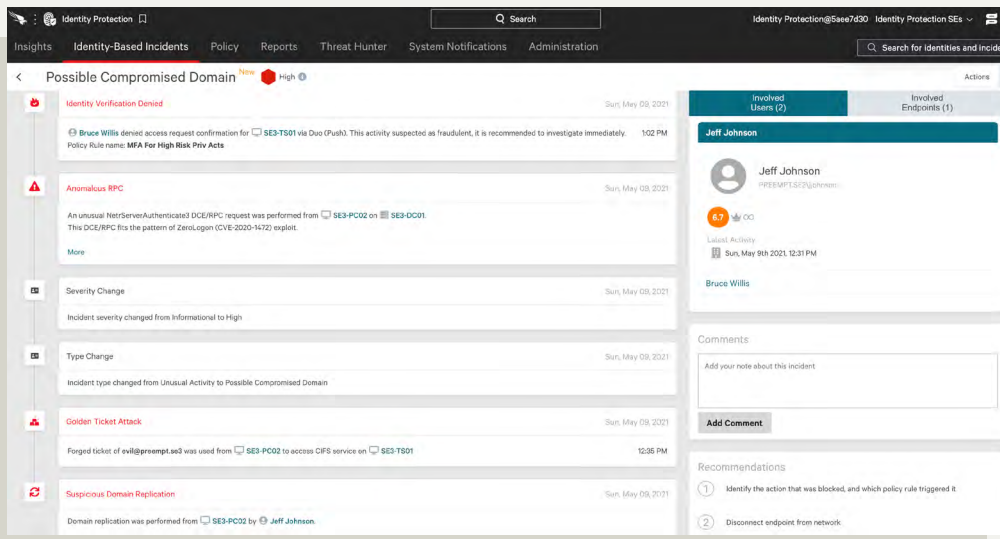 Identity Protection
Search
Identity Protection@5aee7d30 Identity Protection SEs
Insights Identity-Based Incidents Policy Reports Threat Hunter System Notifications Administration
Search for identities and incide
Possible Compromised Domain New High
Actions
Identity Verification Denied Sun, May 09, 2021
Bruce Willis denied access request confirmation for SE3-TS01 via Duo (Push). This activity suspected as fraudulent, it is recommended to investigate immediately. 1:02 PM
Policy Rule name: MFA For High Risk Priv Acts
Anomalous RPC Sun, May 09, 2021
An unusual NetrServerAuthenticate3 DCE/RPC request was performed from SE3-PC02 on SE3-DC01.
This DCE/RPC fits the pattern of ZeroLogon (CVE-2020-1472) exploit.
More
Severity Change Sun, May 09, 2021
Incident severity changed from Informational to High
Type Change Sun, May 09, 2021
Incident type changed from Unusual Activity to Possible Compromised Domain
Golden Ticket Attack Sun, May 09, 2021
Forged ticket of evil@preempt.se3 was used from SE3-PC02 to access CIFS service on SE3-TS01 12:35 PM
Suspicious Domain Replication Sun, May 09, 2021
Domain replication was performed from SE3-PC02 by Jeff Johnson.
Involved Users (2)
Involved Endpoints (1)
Jeff Johnson
Jeff Johnson
6.7
Latest Activity
Sun, May 9th 2021, 12:31 PM
Bruce Willis
Comments
Add your note about this incident
Add Comment
Recommendations
1 Identify the action that was blocked, and which policy rule triggered it.
2 Disconnect endpoint from network